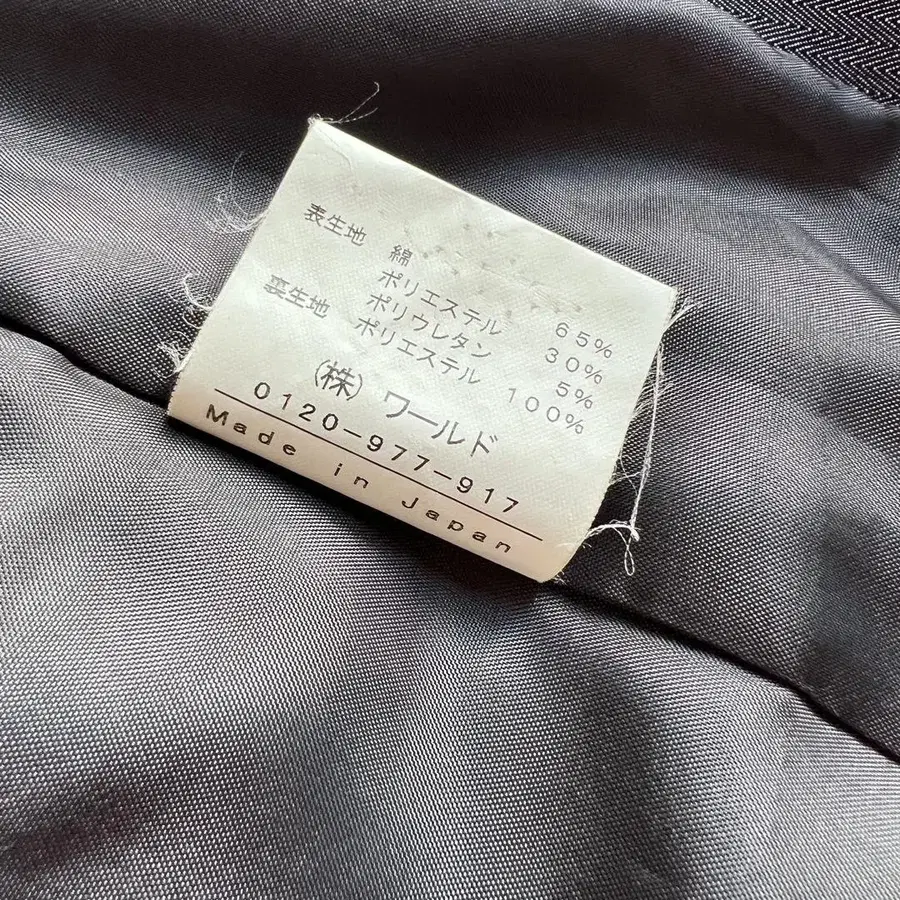 表生地 綿 65%
ポリエステル 30%
ポリウレタン 5%
裏生地 ポリエステル 100%
(株) ワールド
0120-977-917
Made in Japan